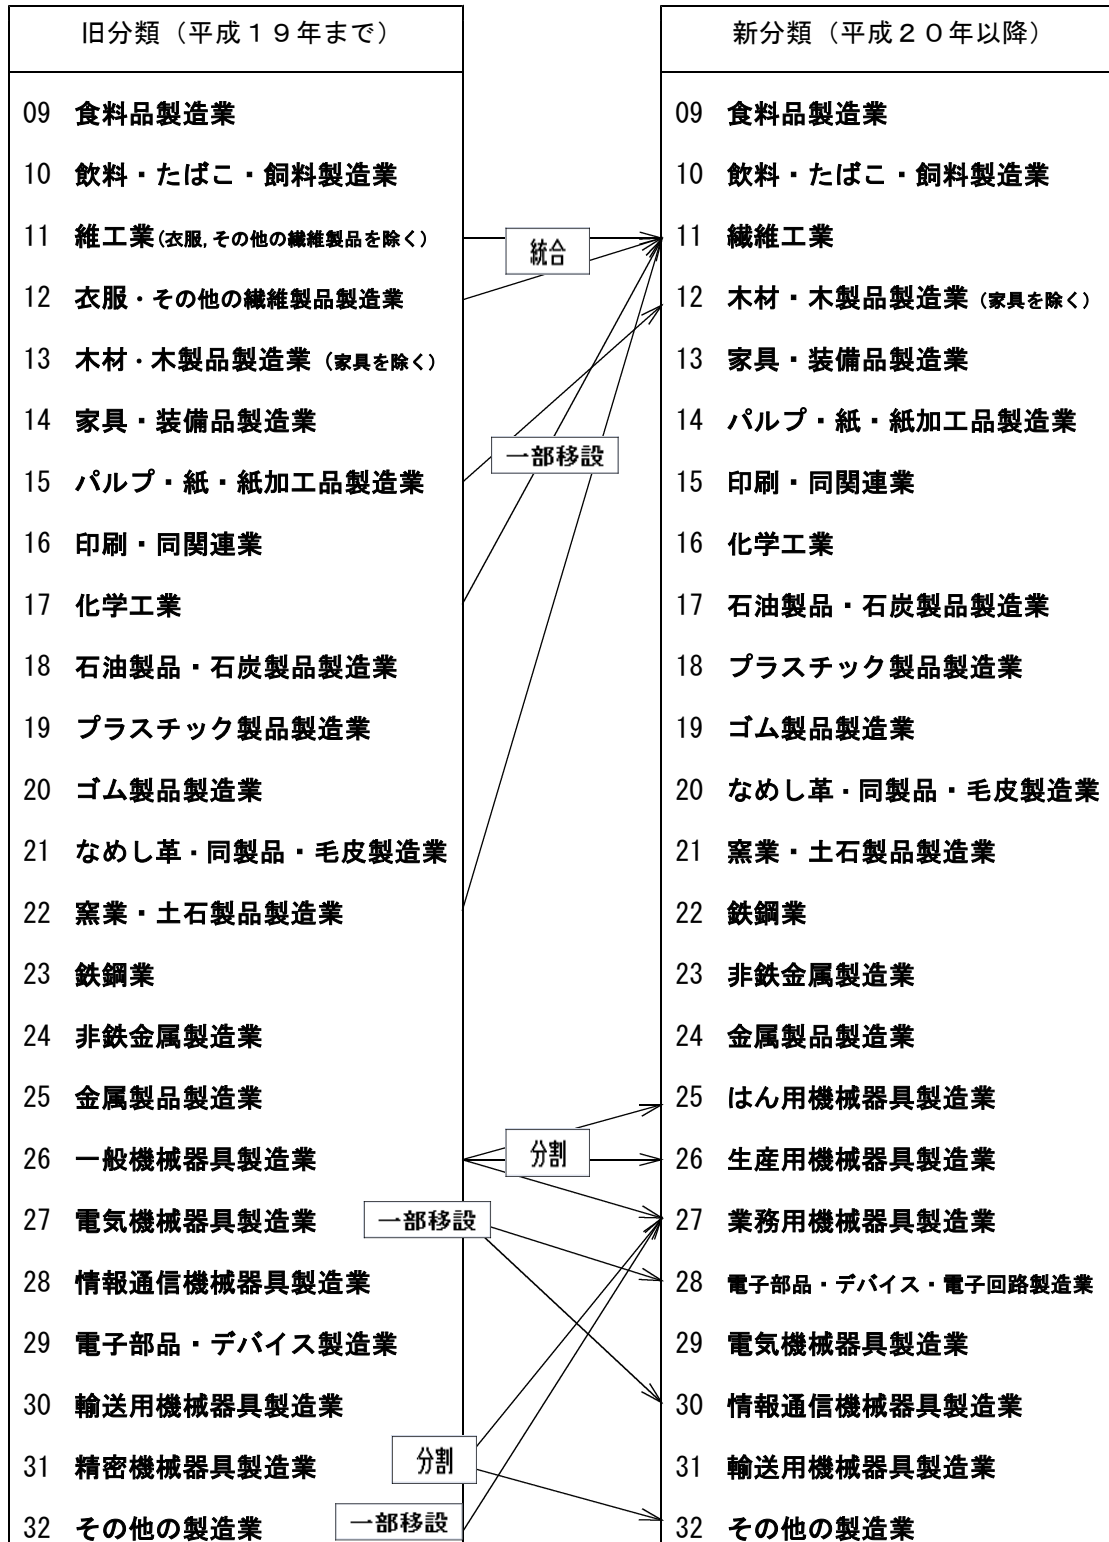 旧分類（平成１９年まで）
09 食料品製造業
10 飲料・たばこ・飼料製造業
11 維工業(衣服,その他の繊維製品を除く)
12 衣服・その他の繊維製品製造業
13 木材・木製品製造業（家具を除く）
14 家具・装備品製造業
15 パルプ・紙・紙加工品製造業
16 印刷・同関連業
17 化学工業
18 石油製品・石炭製品製造業
19 プラスチック製品製造業
20 ゴム製品製造業
21 なめし革・同製品・毛皮製造業
22 窯業・土石製品製造業
23 鉄鋼業
24 非鉄金属製造業
25 金属製品製造業
26 一般機械器具製造業
27 電気機械器具製造業
28 情報通信機械器具製造業
29 電子部品・デバイス製造業
30 輸送用機械器具製造業
31 精密機械器具製造業
32 その他の製造業
統合
一部移設
分割
一部移設
分割
一部移設
新分類（平成２０年以降）
09 食料品製造業
10 飲料・たばこ・飼料製造業
11 繊維工業
12 木材・木製品製造業（家具を除く）
13 家具・装備品製造業
14 パルプ・紙・紙加工品製造業
15 印刷・同関連業
16 化学工業
17 石油製品・石炭製品製造業
18 プラスチック製品製造業
19 ゴム製品製造業
20 なめし革・同製品・毛皮製造業
21 窯業・土石製品製造業
22 鉄鋼業
23 非鉄金属製造業
24 金属製品製造業
25 はん用機械器具製造業
26 生産用機械器具製造業
27 業務用機械器具製造業
28 電子部品・デバイス・電子回路製造業
29 電気機械器具製造業
30 情報通信機械器具製造業
31 輸送用機械器具製造業
32 その他の製造業